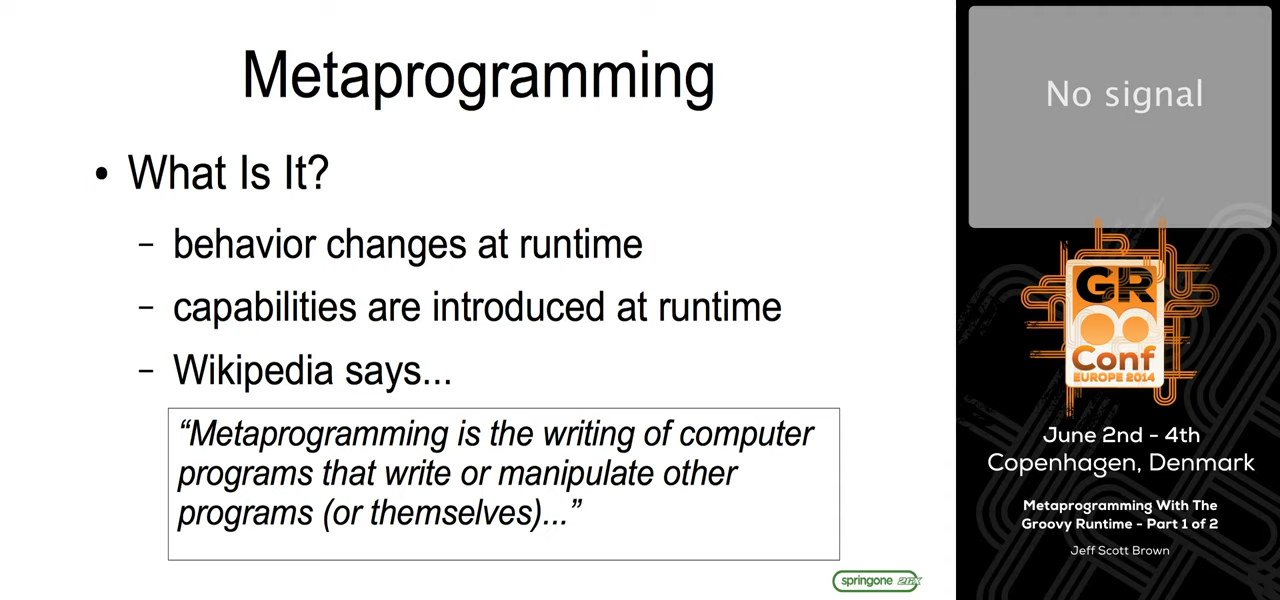 Metaprogramming
• What Is It?
– behavior changes at runtime
– capabilities are introduced at runtime
– Wikipedia says...
“Metaprogramming is the writing of computer
programs that write or manipulate other
programs (or themselves)...”
springone 2GX
No signal
GR
Conf
EUROPE 2014
June 2nd - 4th
Copenhagen, Denmark
Metaprogramming With The
Groovy Runtime - Part 1 of 2
Jeff Scott Brown